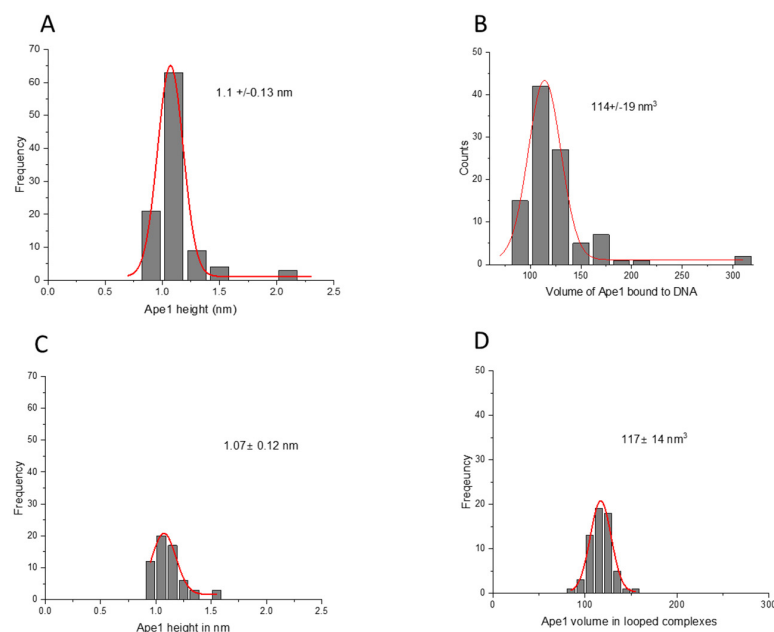 A
70
60
50
40
30
20
10
0
0.0 0.5 1.0 1.5 2.0 2.5
Frequency
Ape1 height (nm)
1.1 +/-0.13 nm
B
50
40
30
20
10
0
100 150 200 250 300
Counts
Volume of Ape1 bound to DNA
114+/-19 nm³
C
70
60
50
40
30
20
10
0
0.0 0.5 1.0 1.5 2.0 2.5
Frequency
Ape1 height in nm
1.07± 0.12 nm
D
50
40
30
20
10
0
0 100 200 300
Freqeuncy
Ape1 volume in looped complexes
117± 14 nm³